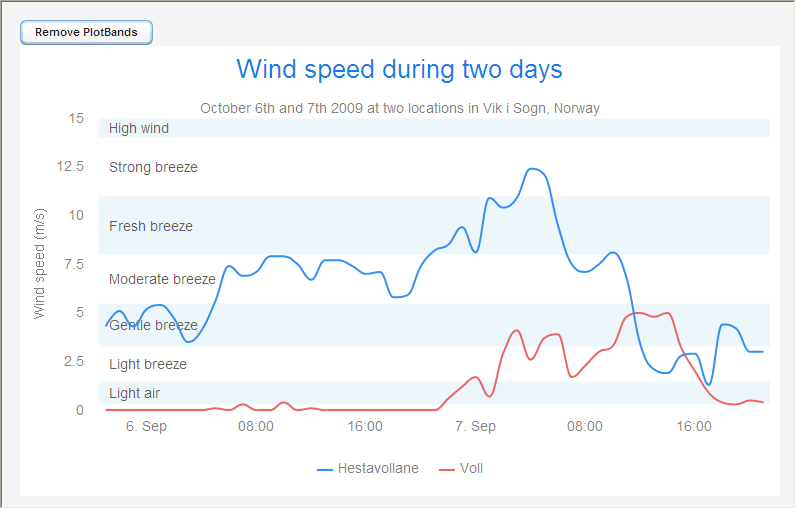 Remove PlotBands
Wind speed during two days
October 6th and 7th 2009 at two locations in Vik i Sogn, Norway
Wind speed (m/s)
15
High wind
12.5
Strong breeze
10
Fresh breeze
7.5
Moderate breeze
5
Gentle breeze
2.5
Light breeze
Light air
0
6. Sep 08:00 16:00 7. Sep 08:00 16:00
Hestavollane Voll